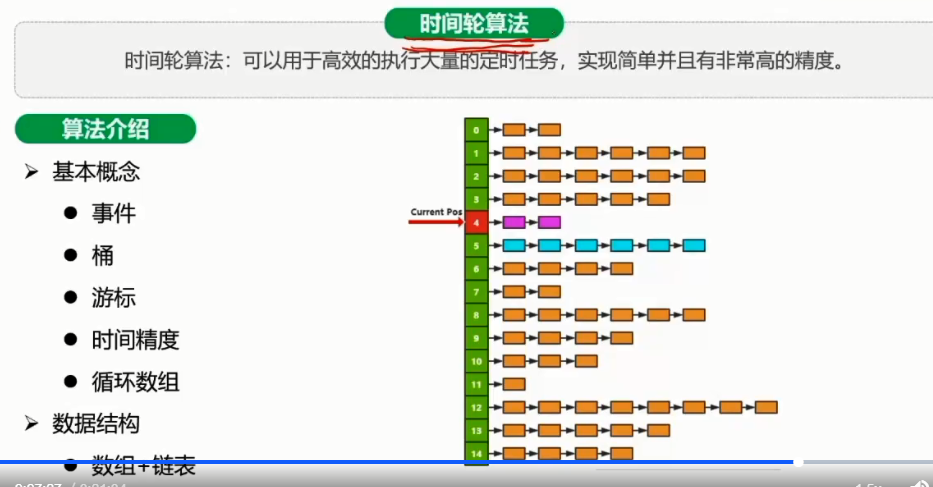 时间轮算法
时间轮算法：可以用于高效的执行大量的定时任务，实现简单并且有非常高的精度。
算法介绍
基本概念
事件
桶
游标
时间精度
循环数组
数据结构
数组+链表
Current Pos
0
1
2
3
4
5
6
7
8
9
10
11
12
13
14